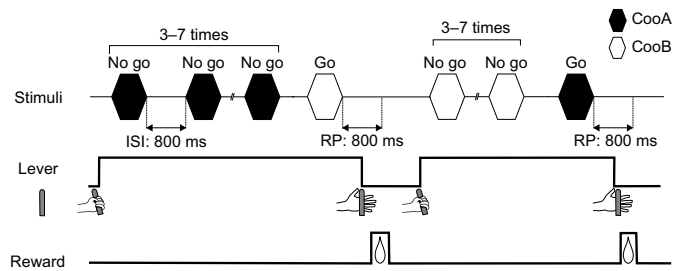 CooA
CooB
3–7 times
3–7 times
No go
No go
No go
Go
No go
No go
Go
Stimuli
ISI: 800 ms
RP: 800 ms
RP: 800 ms
Lever
Reward